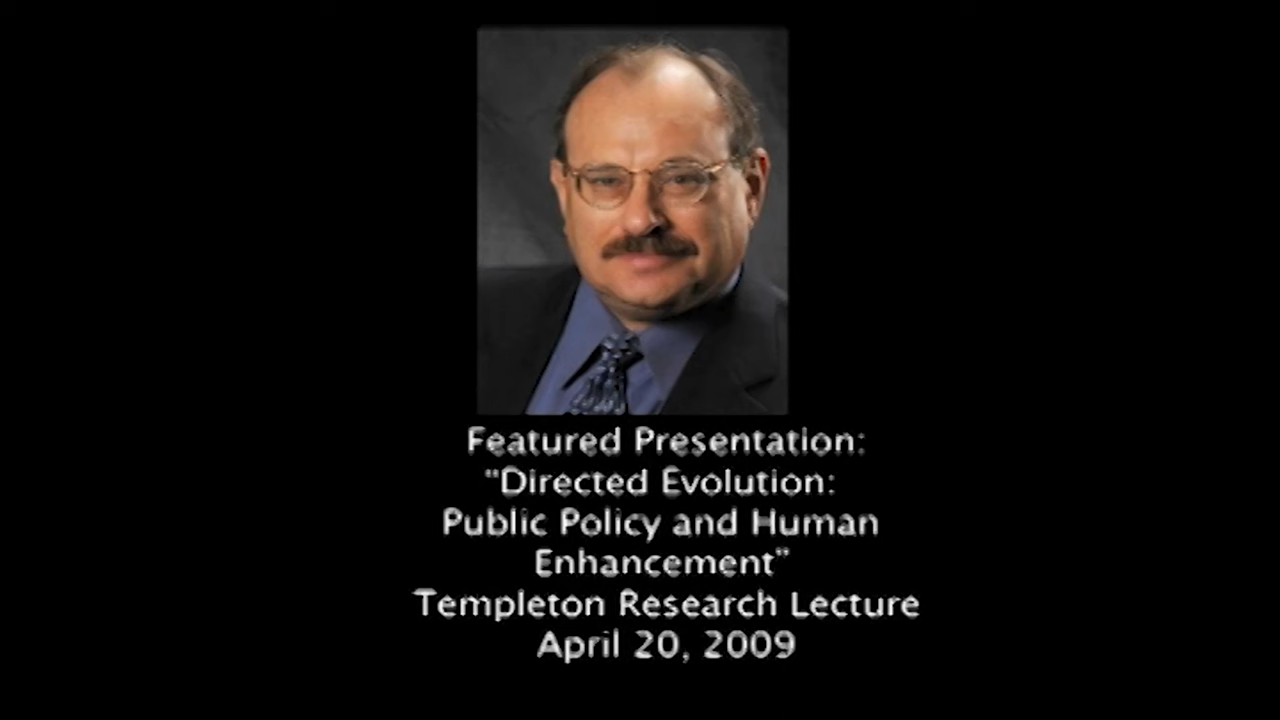 Featured Presentation:
"Directed Evolution:
Public Policy and Human
Enhancement"
Templeton Research Lecture
April 20, 2009